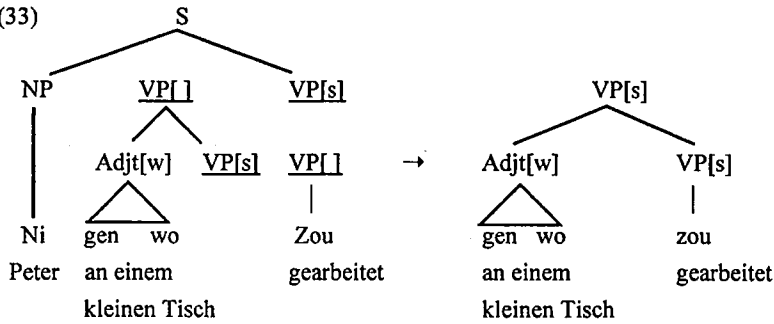 (33) S
NP VP[ ] VP[s] VP[s]
Adjt[w] VP[s] VP[ ] → Adjt[w] VP[s]
Ni gen wo Zou gen wo zou
Peter an einem gearbeitet an einem gearbeitet
kleinen Tisch kleinen Tisch